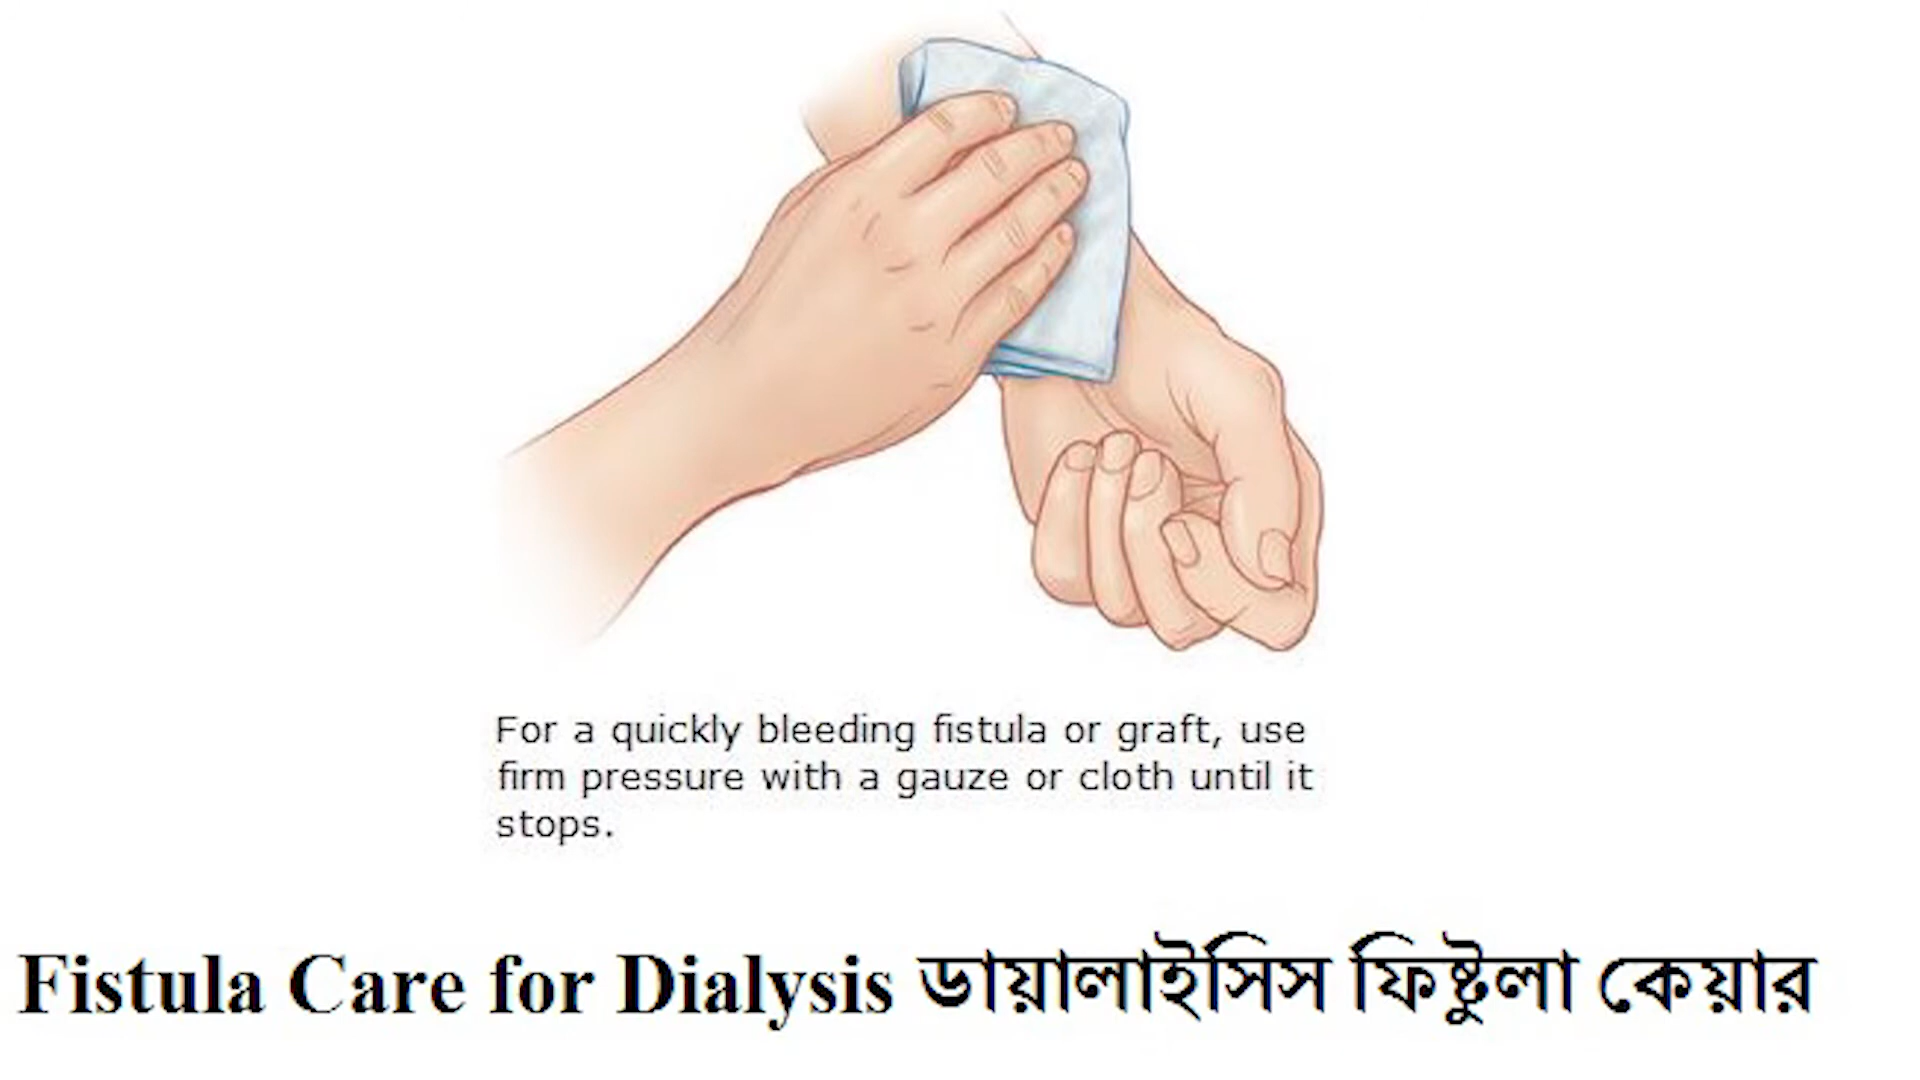 For a quickly bleeding fistula or graft, use
firm pressure with a gauze or cloth until it
stops.
Fistula Care for Dialysis ডায়ালাইসিস ফিষ্টুলা কেয়ার